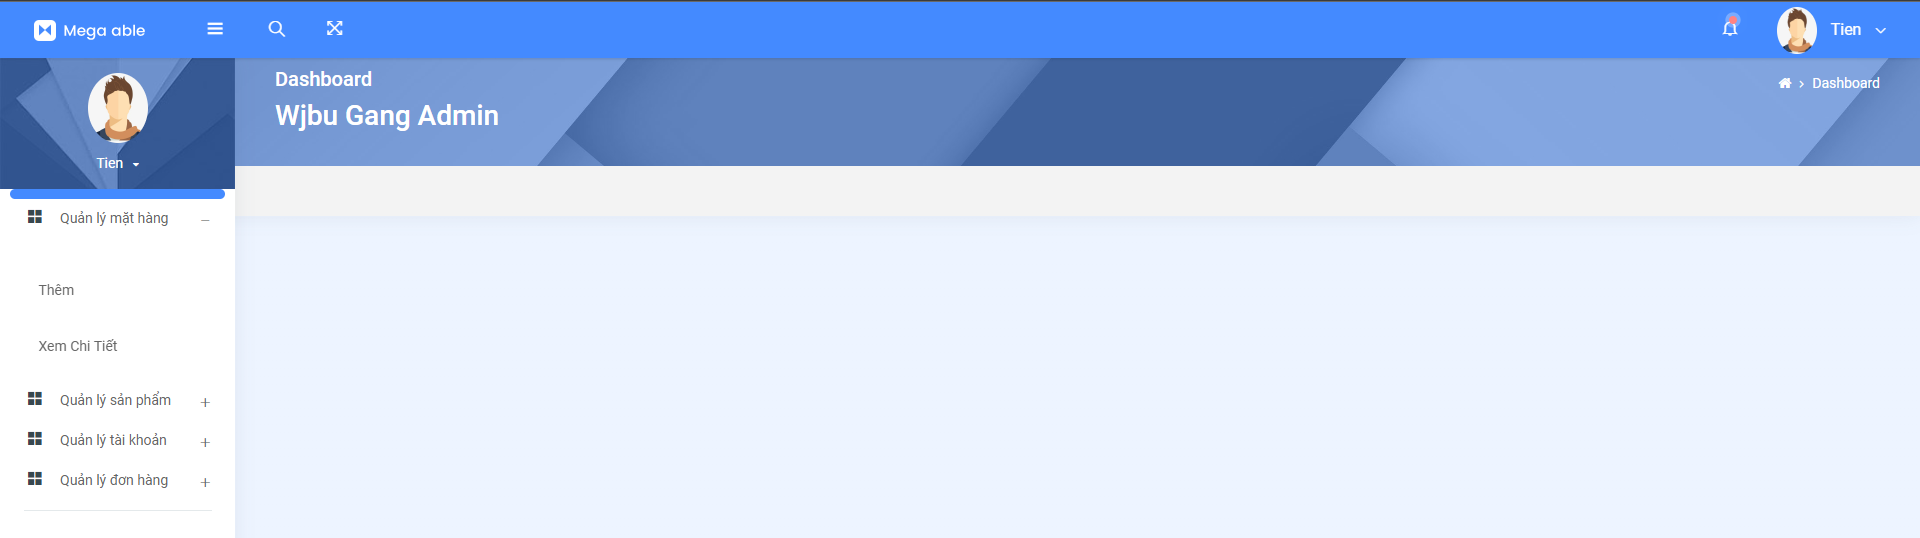 Mega able
Tien
Tien
Dashboard
Wjbu Gang Admin
Dashboard
Quản lý mặt hàng
Thêm
Xem Chi Tiết
Quản lý sản phẩm
Quản lý tài khoản
Quản lý đơn hàng